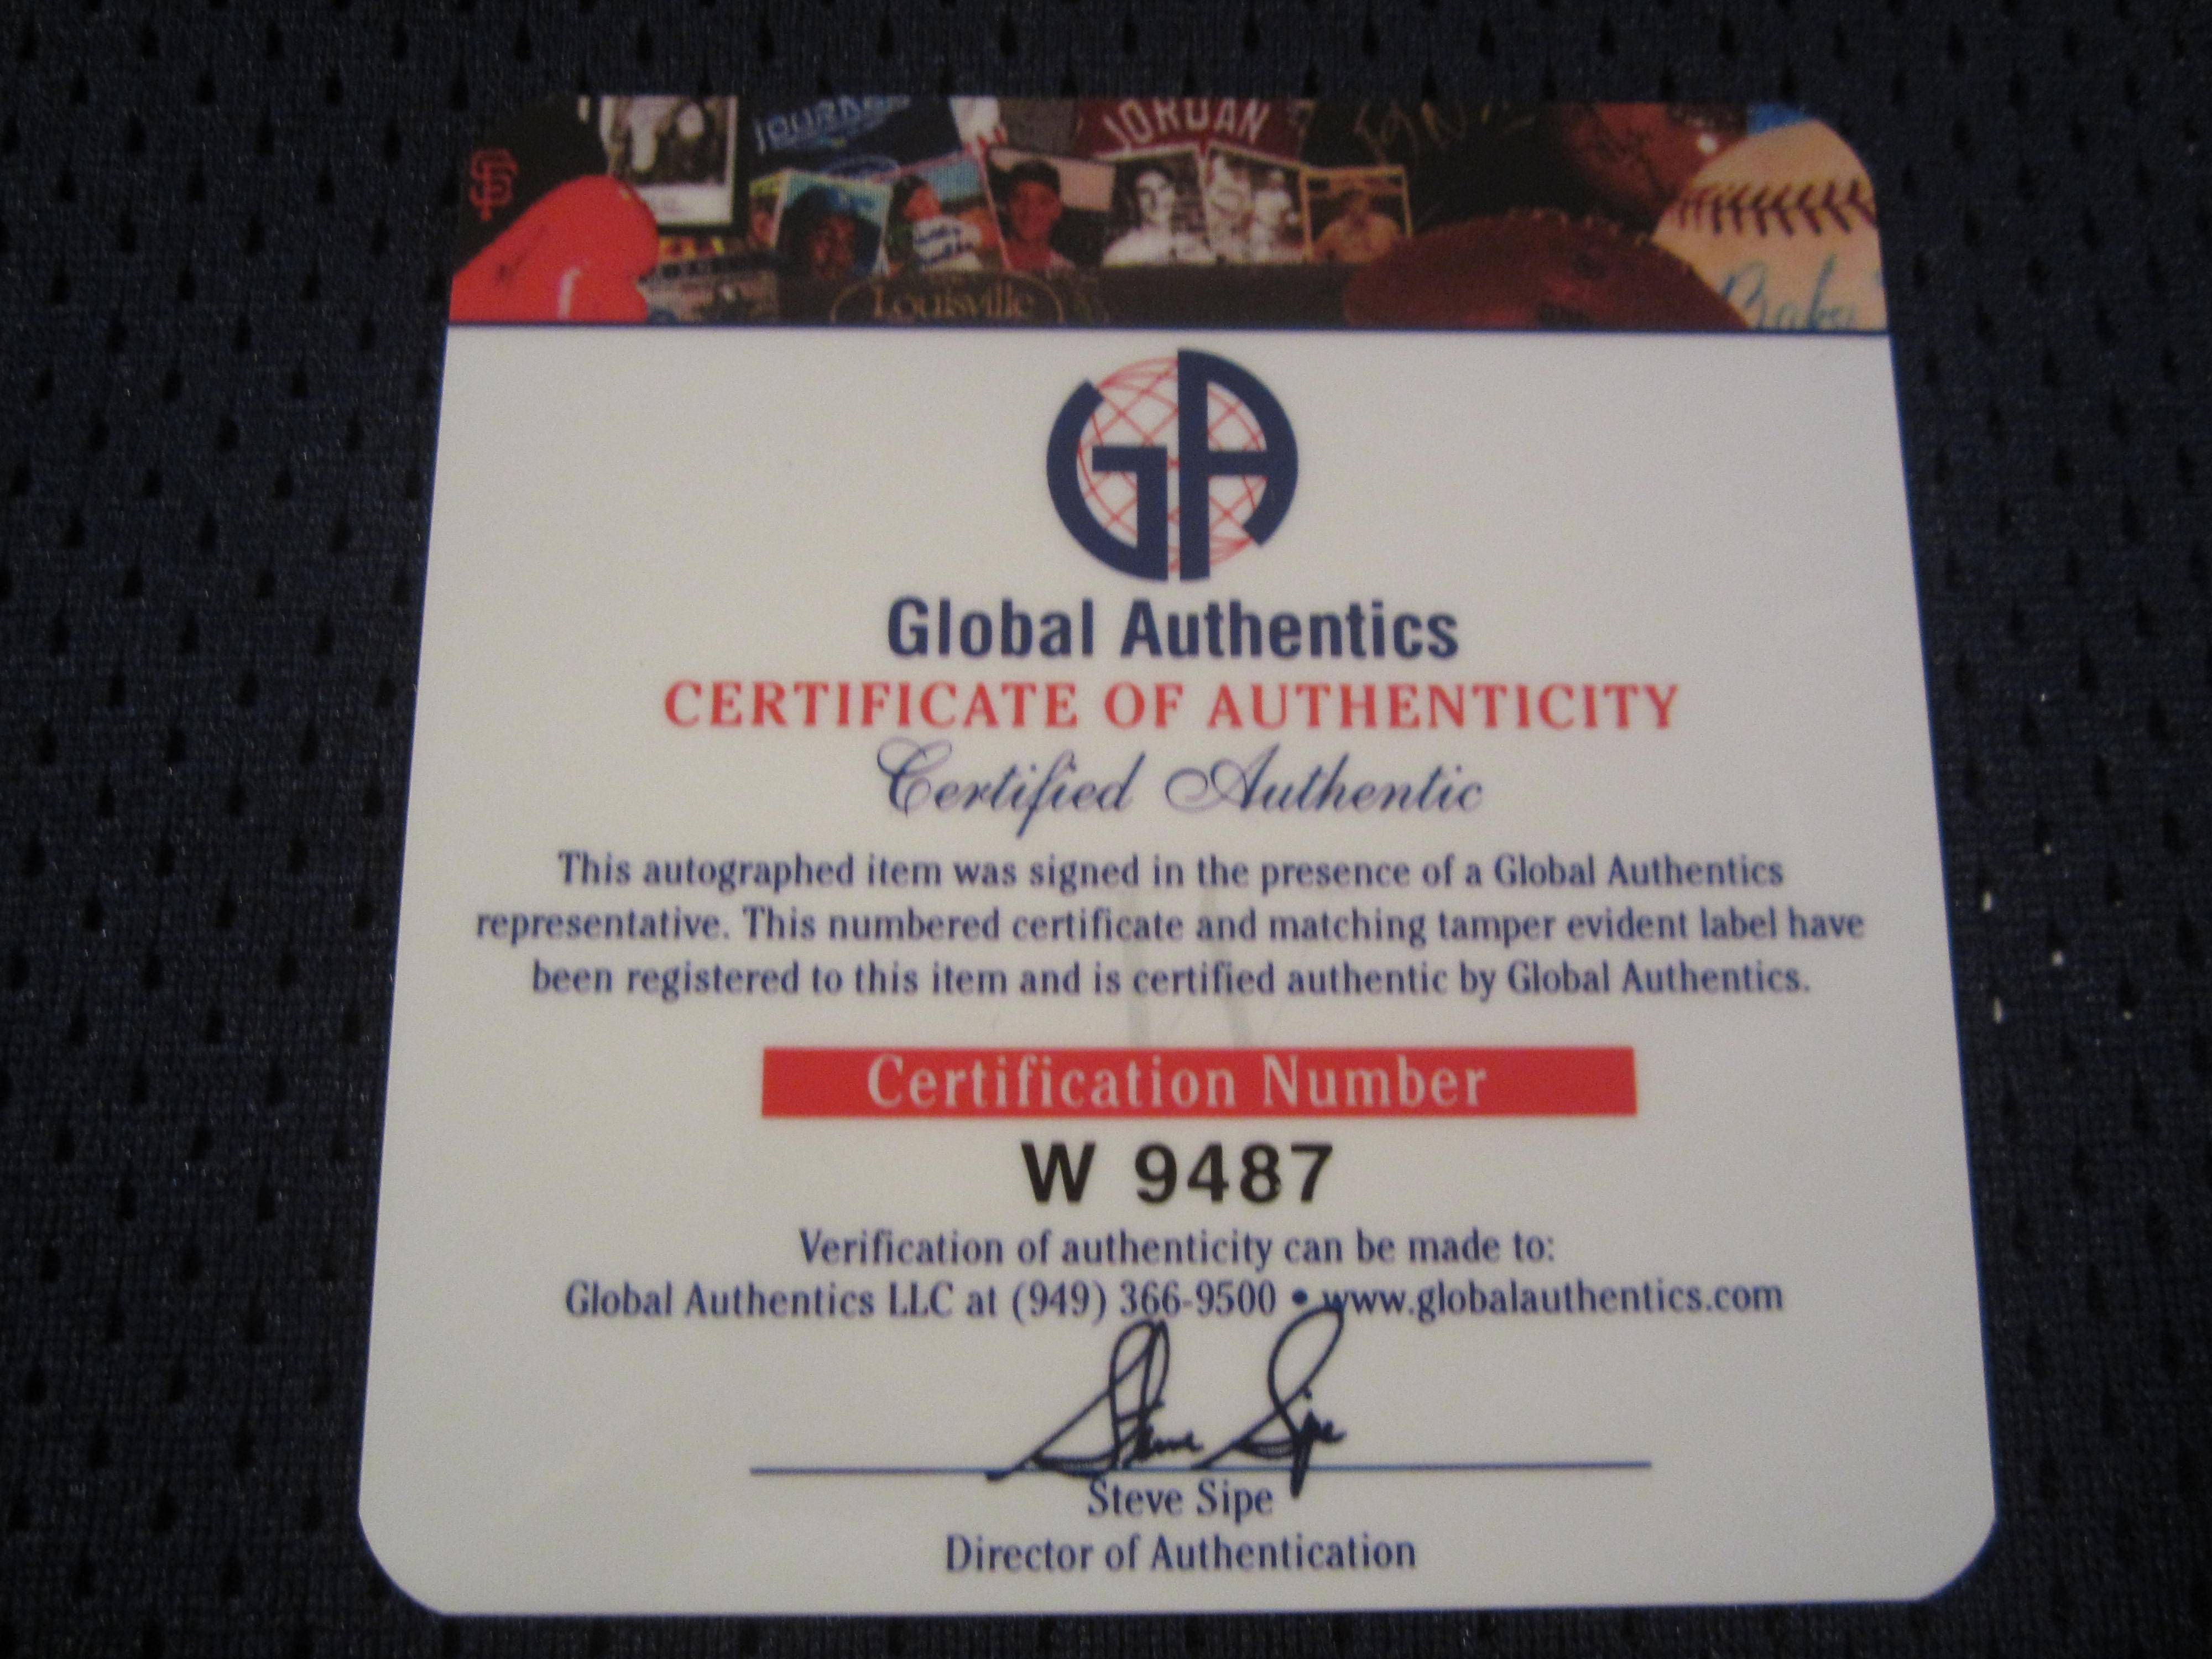 SF
JORDAN
Louisville
GA
Global Authentics
CERTIFICATE OF AUTHENTICITY
Certified Authentic
This autographed item was signed in the presence of a Global Authentics
representative. This numbered certificate and matching tamper evident label have
been registered to this item and is certified authentic by Global Authentics.
Certification Number
W 9487
Verification of authenticity can be made to:
Global Authentics LLC at (949) 366-9500 • www.globalauthentics.com
Steve Sipe
Steve Sipe
Director of Authentication